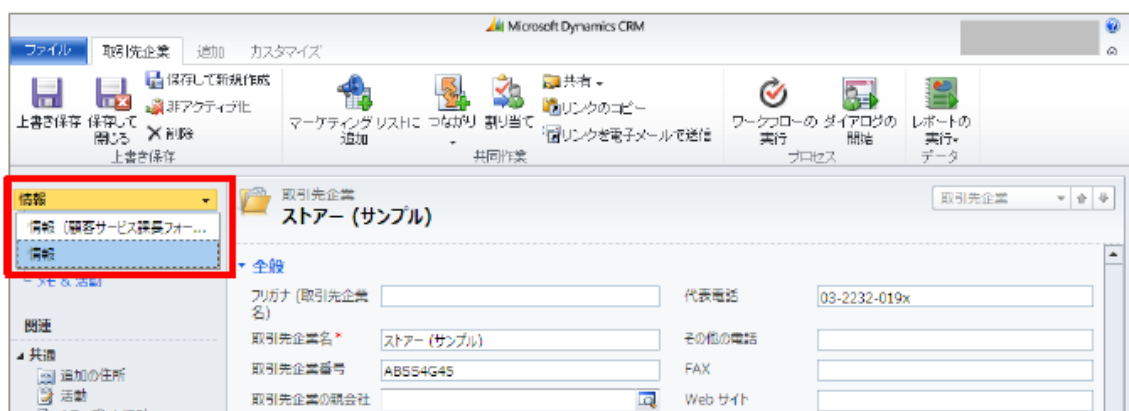 Microsoft Dynamics CRM
ファイル 取引先企業 追加 カスタマイズ
上書き保存 保存して閉じる 保存して新規作成
非アクティブ化
削除
マーケティング リストに追加 つながり 割り当て 共有
リンクのコピー
リンクを電子メールで送信
ワークフローの実行 ダイアログの開始 レポートの実行
上書き保存 共同作業 プロセス データ
情報
情報 (顧客サービス課長フォー...
情報
メモ & 活動
関連
共通
追加の住所
活動
取引先企業
ストアー (サンプル)
取引先企業
全般
フリガナ (取引先企業名)
代表電話 03-2232-019x
取引先企業名* ストアー (サンプル)
その他の電話
取引先企業番号 ABSS4G45
FAX
取引先企業の親会社
Web サイト